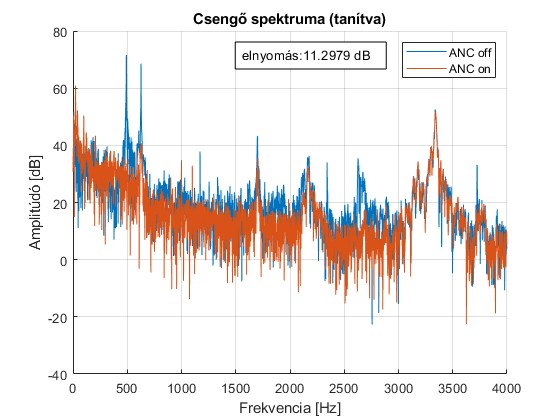 Csengő spektruma (tanítva)
80
60
40
20
0
-20
-40
Amplitúdó [dB]
elnyomás:11.2979 dB
ANC off
ANC on
0
500
1000
1500
2000
2500
3000
3500
4000
Frekvencia [Hz]